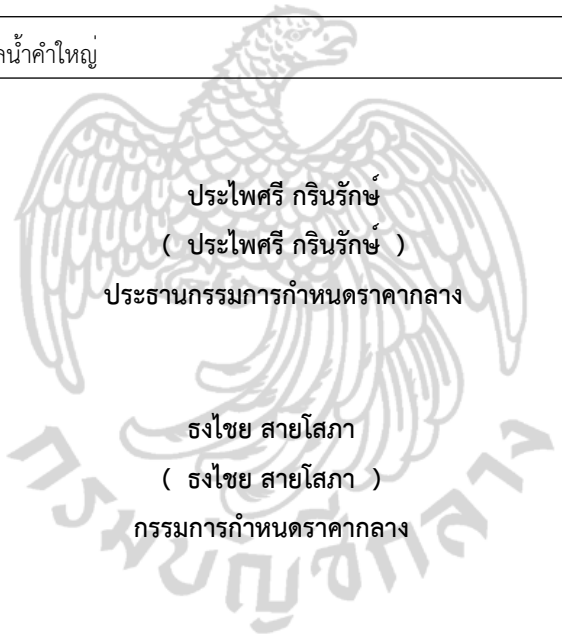 น้ำคำใหญ่
ประไพศรี กรินรักษ์
( ประไพศรี กรินรักษ์ )
ประธานกรรมการกำหนดราคากลาง
ธงไชย สายโสภา
( ธงไชย สายโสภา )
กรรมการกำหนดราคากลาง
กรมบัญชีกลาง